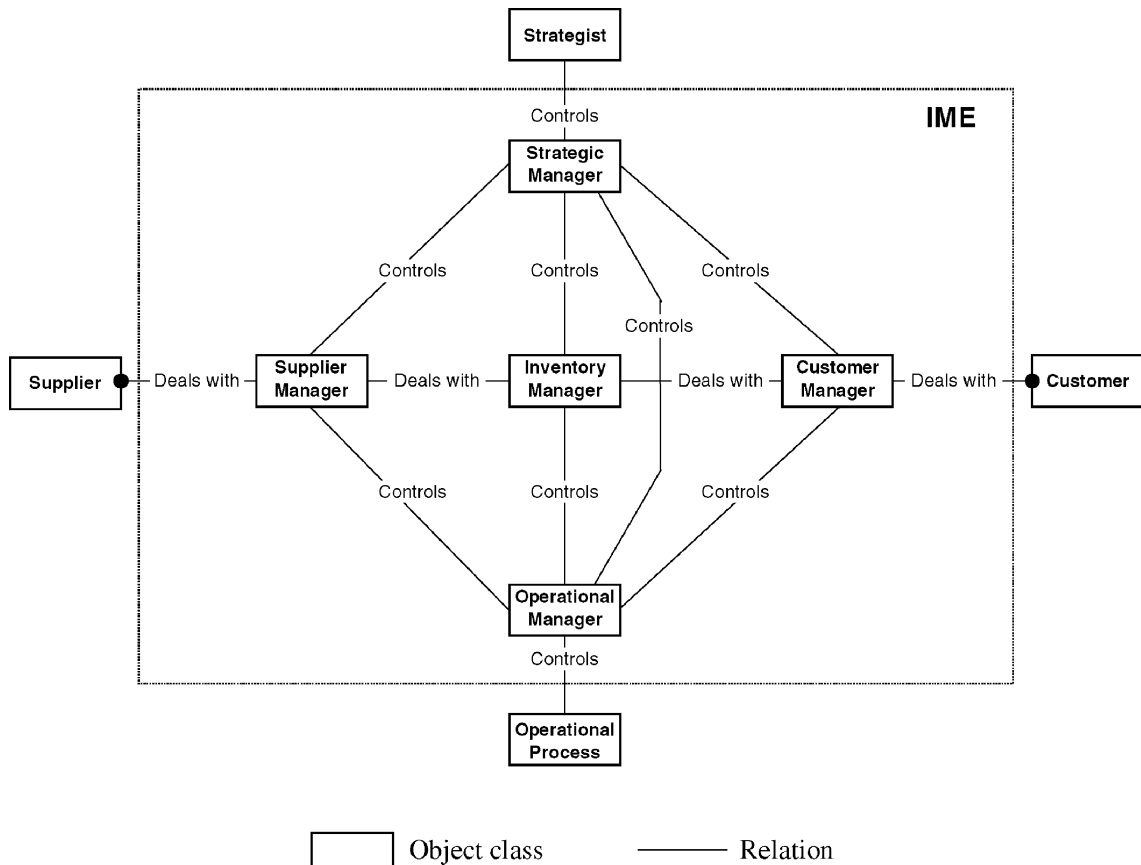 Strategist
IME
Controls
Strategic
Manager
Controls
Controls
Controls
Controls
Supplier
Deals with
Supplier
Manager
Deals with
Inventory
Manager
Deals with
Customer
Manager
Deals with
Customer
Controls
Controls
Controls
Operational
Manager
Controls
Operational
Process
Object class
Relation